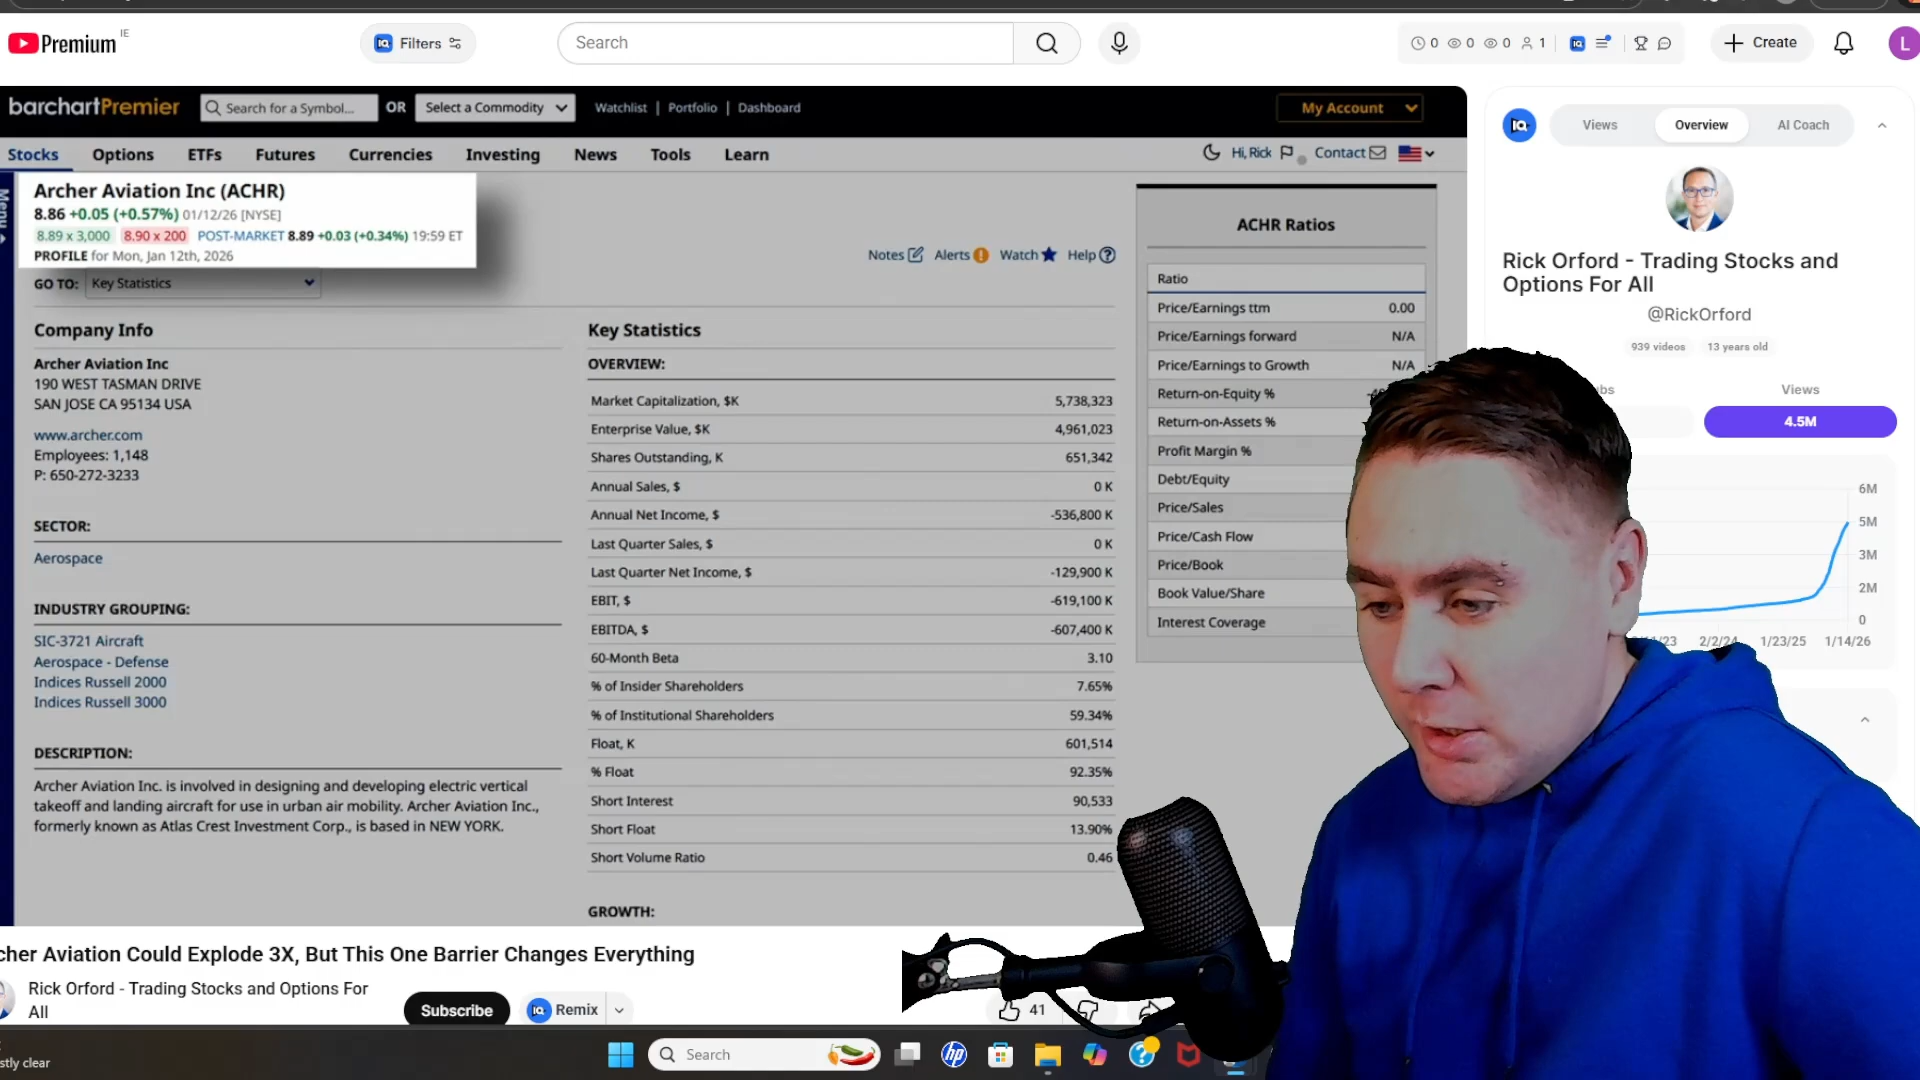 Premium IE
Filters
Search
0 0 0 1
Create
L
barchartPremier
Search for a Symbol...
OR
Select a Commodity
Watchlist | Portfolio | Dashboard
My Account
Stocks Options ETFs Futures Currencies Investing News Tools Learn
Hi, Rick
Contact
Menu
Archer Aviation Inc (ACHR)
8.86 +0.05 (+0.57%) 01/12/26 [NYSE]
8.89 x 3,000 8.90 x 200 POST-MARKET 8.89 +0.03 (+0.34%) 19:59 ET
PROFILE for Mon, Jan 12th, 2026
GO TO: Key Statistics
Notes Alerts Watch Help
Company Info
Archer Aviation Inc
190 WEST TASMAN DRIVE
SAN JOSE CA 95134 USA
www.archer.com
Employees: 1,148
P: 650-272-3233
SECTOR:
Aerospace
INDUSTRY GROUPING:
SIC-3721 Aircraft
Aerospace - Defense
Indices Russell 2000
Indices Russell 3000
DESCRIPTION:
Archer Aviation Inc. is involved in designing and developing electric vertical
takeoff and landing aircraft for use in urban air mobility. Archer Aviation Inc.,
formerly known as Atlas Crest Investment Corp., is based in NEW YORK.
Key Statistics
OVERVIEW:
Market Capitalization, $K 5,738,323
Enterprise Value, $K 4,961,023
Shares Outstanding, K 651,342
Annual Sales, $ 0 K
Annual Net Income, $ -536,800 K
Last Quarter Sales, $ 0 K
Last Quarter Net Income, $ -129,900 K
EBIT, $ -619,100 K
EBITDA, $ -607,400 K
60-Month Beta 3.10
% of Insider Shareholders 7.65%
% of Institutional Shareholders 59.34%
Float, K 601,514
% Float 92.35%
Short Interest 90,533
Short Float 13.90%
Short Volume Ratio 0.46
GROWTH:
ACHR Ratios
Ratio
Price/Earnings ttm 0.00
Price/Earnings forward N/A
Price/Earnings to Growth N/A
Return-on-Equity %
Return-on-Assets %
Profit Margin %
Debt/Equity
Price/Sales
Price/Cash Flow
Price/Book
Book Value/Share
Interest Coverage
Views Overview AI Coach
Rick Orford - Trading Stocks and
Options For All
@RickOrford
939 videos 13 years old
bs Views
4.5M
6M
5M
3M
2M
0
/23 2/2/24 1/23/25 1/14/26
cher Aviation Could Explode 3X, But This One Barrier Changes Everything
Rick Orford - Trading Stocks and Options For
All
Subscribe
Remix
41
stly clear
Search
hp